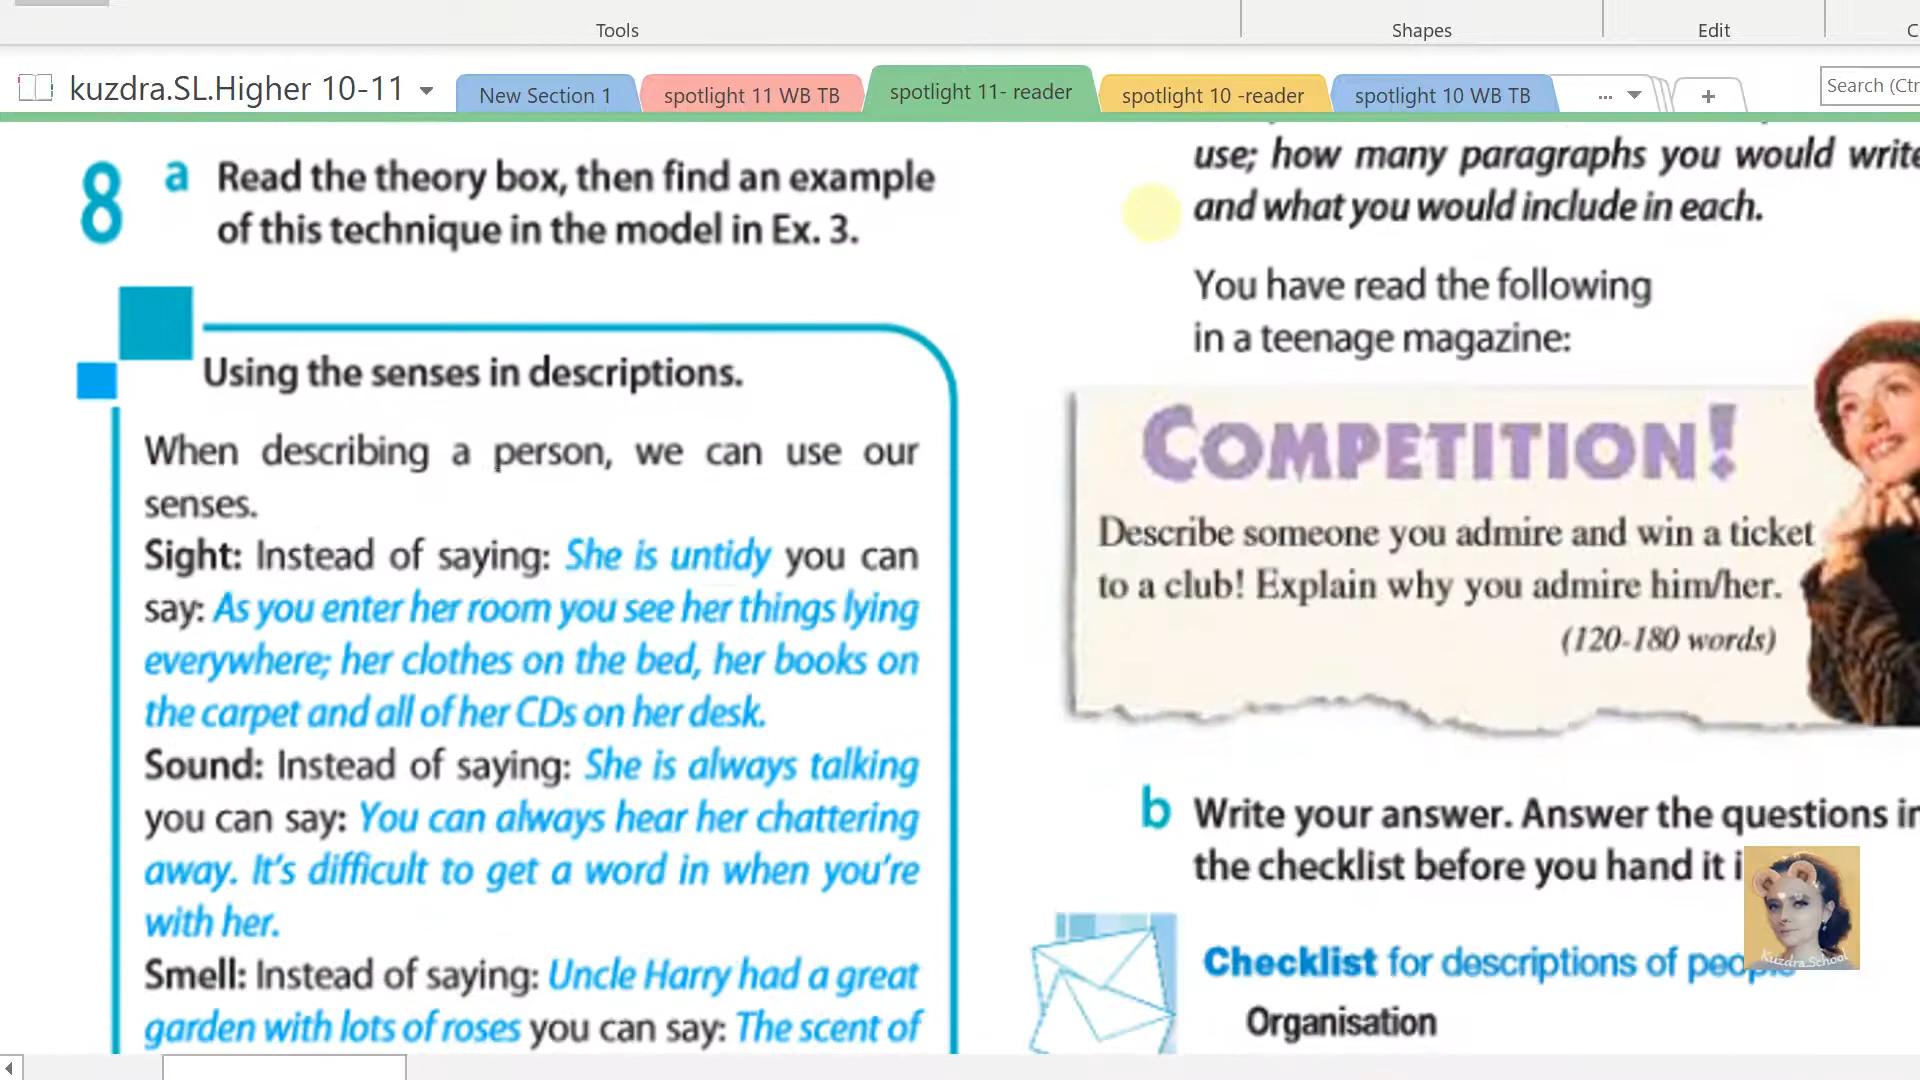 Tools
Shapes
Edit
kuzdra.SL.Higher 10-11
New Section 1
spotlight 11 WB TB
spotlight 11- reader
spotlight 10 -reader
spotlight 10 WB TB
...
+
Search (Ctr
8 a Read the theory box, then find an example
of this technique in the model in Ex. 3.
Using the senses in descriptions.
When describing a person, we can use our
senses.
Sight: Instead of saying: She is untidy you can
say: As you enter her room you see her things lying
everywhere; her clothes on the bed, her books on
the carpet and all of her CDs on her desk.
Sound: Instead of saying: She is always talking
you can say: You can always hear her chattering
away. It's difficult to get a word in when you're
with her.
Smell: Instead of saying: Uncle Harry had a great
garden with lots of roses you can say: The scent of
use; how many paragraphs you would write
and what you would include in each.
You have read the following
in a teenage magazine:
COMPETITION!
Describe someone you admire and win a ticket
to a club! Explain why you admire him/her.
(120-180 words)
b Write your answer. Answer the questions in
the checklist before you hand it i
Checklist for descriptions of people
Organisation
Kuzdra.School